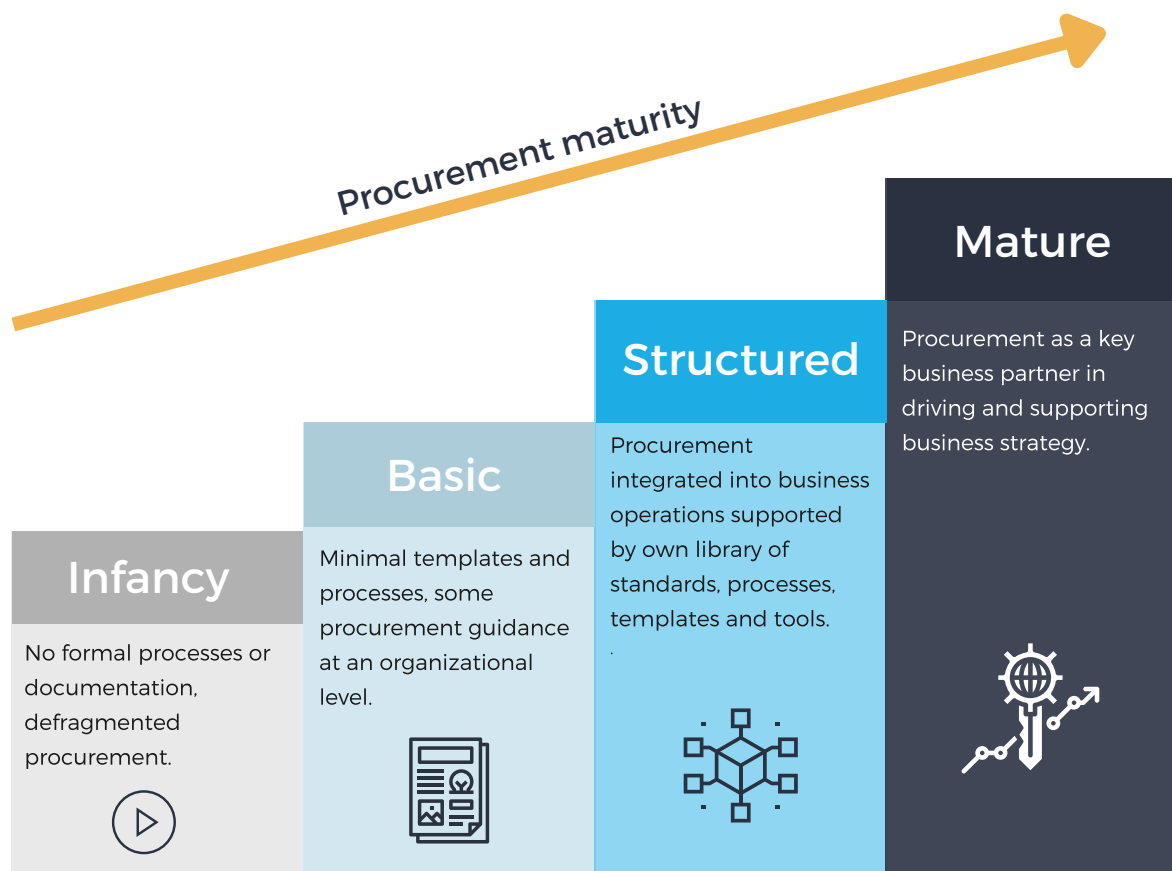 Procurement maturity
Infancy
No formal processes or
documentation,
defragmented
procurement.
Basic
Minimal templates and
processes, some
procurement guidance
at an organizational
level.
Structured
Procurement
integrated into business
operations supported
by own library of
standards, processes,
templates and tools.
.
Mature
Procurement as a key
business partner in
driving and supporting
business strategy.